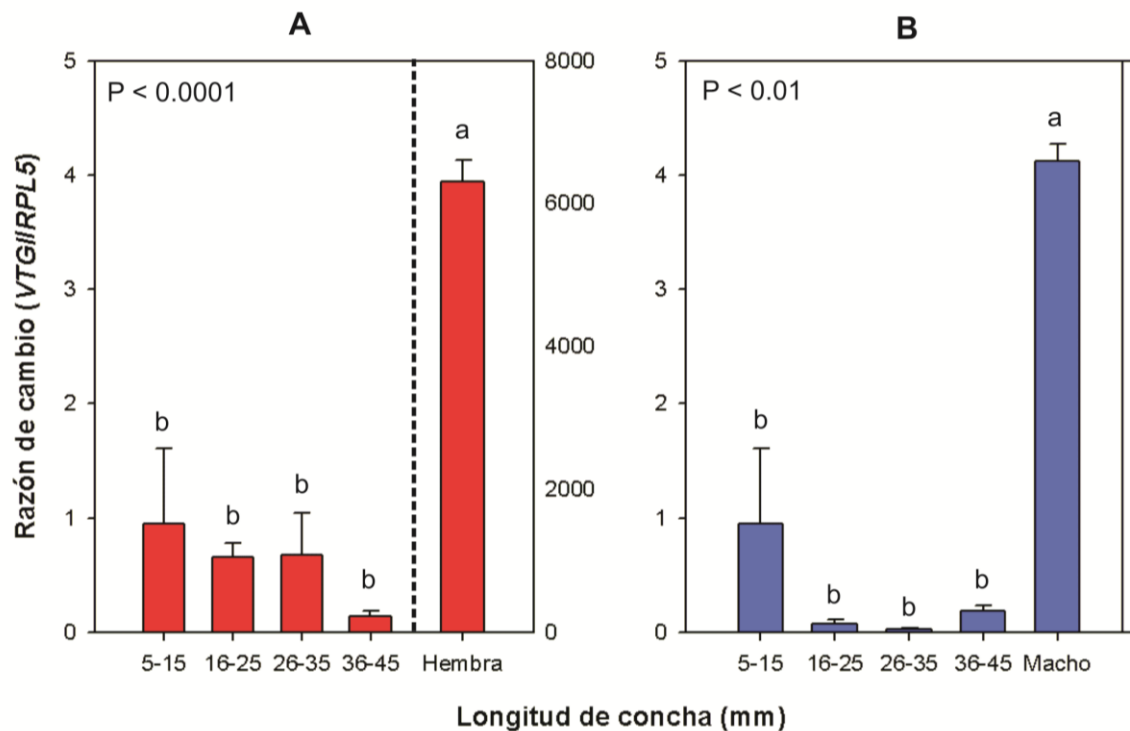 A
B
P < 0.0001
P < 0.01
5
4
3
2
1
0
8000
6000
4000
2000
0
5
4
3
2
1
0
Razón de cambio (VTG/RPL5)
b
b
b
b
a
b
b
b
b
a
5-15 16-25 26-35 36-45 Hembra
5-15 16-25 26-35 36-45 Macho
Longitud de concha (mm)